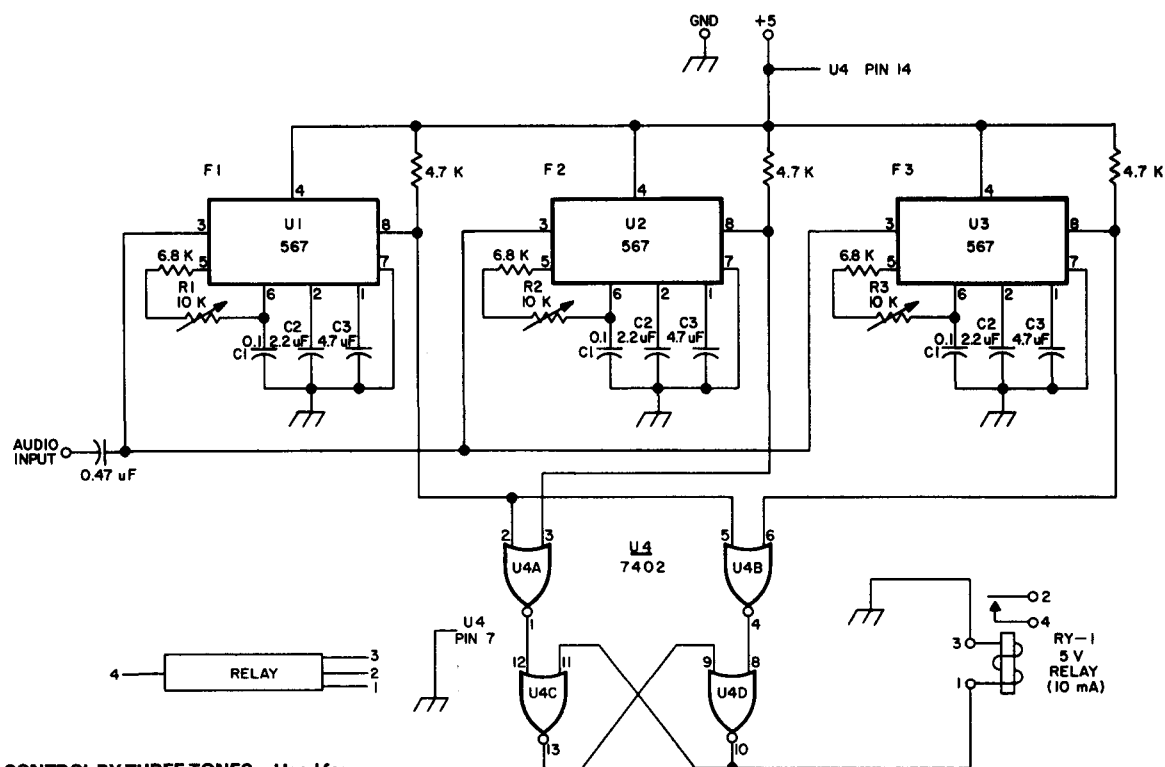 GND
+5
U4 PIN 14
F1
4
4.7 K
F2
4
4.7 K
F3
4
4.7 K
3
U1
567
8
3
U2
567
8
3
U3
567
8
6.8 K
5
7
6.8 K
5
7
6.8 K
5
7
R1
10 K
6
2
1
R2
10 K
6
2
1
R3
10 K
6
2
1
0.1
C1
C2
2.2 uF
C3
4.7 uF
0.1
C1
C2
2.2 uF
C3
4.7 uF
0.1
C1
C2
2.2 uF
C3
4.7 uF
AUDIO
INPUT
0.47 uF
2
3
U4
7402
5
6
U4A
U4B
1
4
U4
PIN 7
12
11
9
8
U4C
U4D
13
10
4
RELAY
3
2
1
2
4
3
1
RY-1
5 V
RELAY
(10 mA)
CONTROL BY THREE TONES